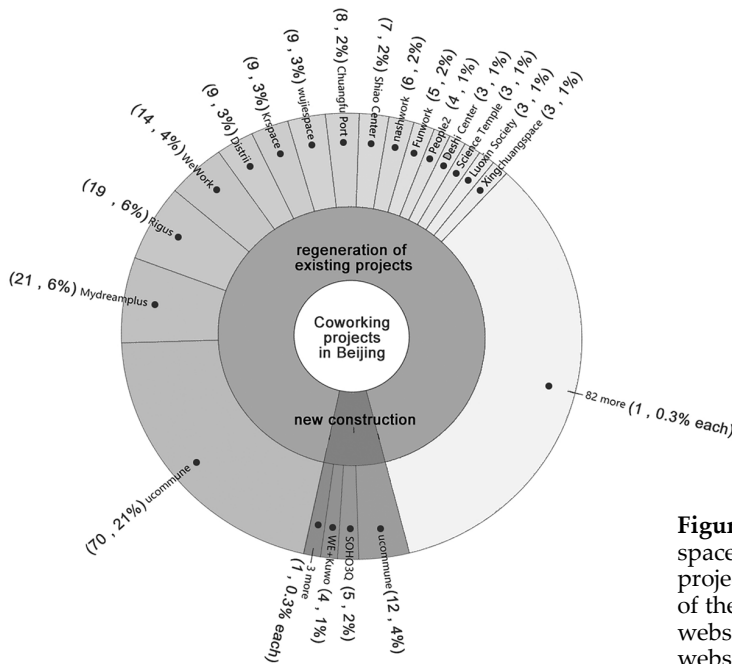 Coworking
projects
in Beijing
regeneration of
existing projects
new construction
(70 , 21%) ucommune
(21 , 6%) Mydreamplus
(19 , 6%) Rigus
(14 , 4%) WeWork
(9 , 3%) Distrii
(9 , 3%) Krspace
(9 , 3%) wujiespace
(8 , 2%) Chuangfu Port
(7 , 2%) Shiao Center
nashwork (6 , 2%)
Funwork (5 , 2%)
People2 (4 , 1%)
Deshi Center (3 , 1%)
Science Temple (3 , 1%)
Luoxin Society (3 , 1%)
Xingchuangspace (3 , 1%)
82 more (1 , 0.3% each)
ucommune (12 , 4%)
SOHO3Q (5 , 2%)
WE+Kuwo (4 , 1%)
3 more
(1 , 0.3% each)
Figur
space
proje
of the
webs
webs